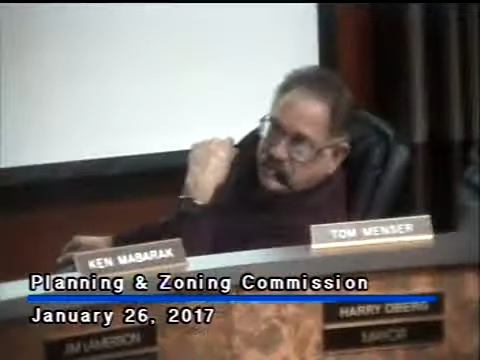 KEN MABARAK
TOM MENSER
Planning & Zoning Commission
January 26, 2017
HARRY OBERG
MAYOR
JIM LAMERSON